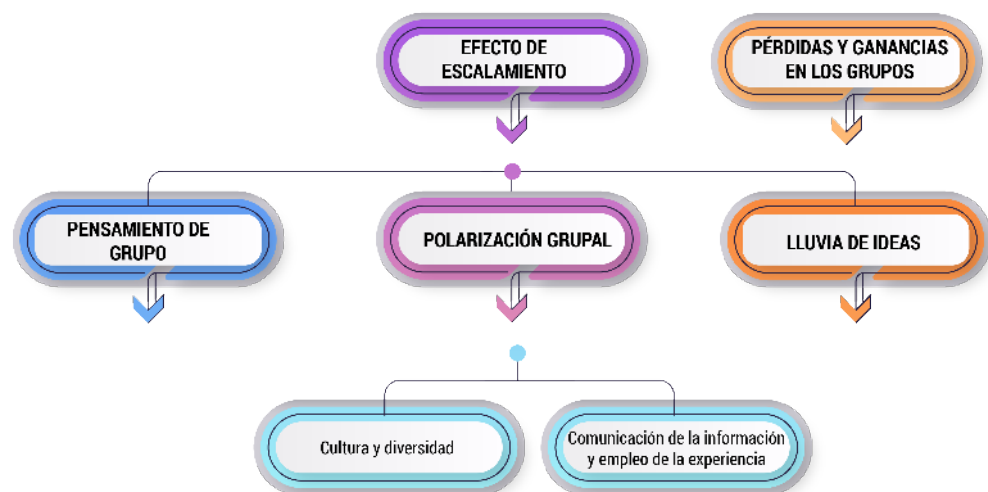 EFECTO DE
ESCALAMIENTO
PÉRDIDAS Y GANANCIAS
EN LOS GRUPOS
PENSAMIENTO DE
GRUPO
POLARIZACIÓN GRUPAL
LLUVIA DE IDEAS
Cultura y diversidad
Comunicación de la información
y empleo de la experiencia